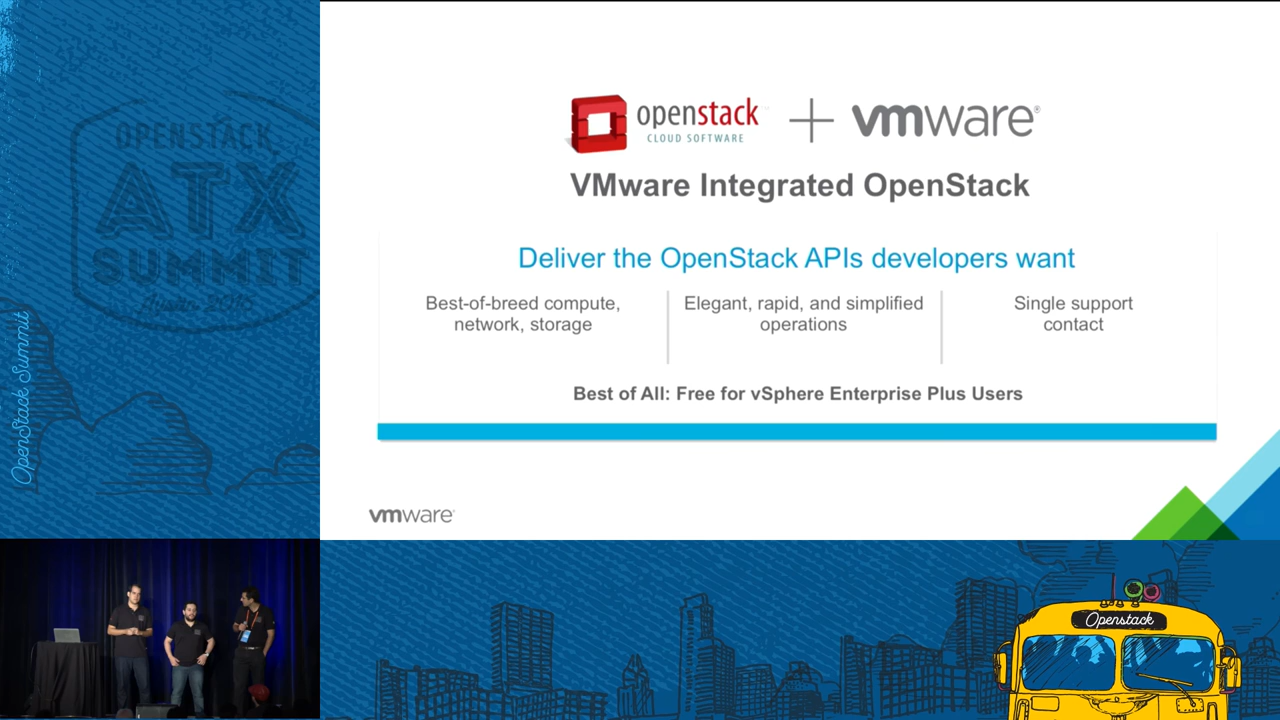 OPENSTACK
ATX
SUMMIT
OpenStack Summit
openstack
CLOUD SOFTWARE
vmware®
VMware Integrated OpenStack
Deliver the OpenStack APIs developers want
Best-of-breed compute,
network, storage
Elegant, rapid, and simplified
operations
Single support
contact
Best of All: Free for vSphere Enterprise Plus Users
vmware
Openstack